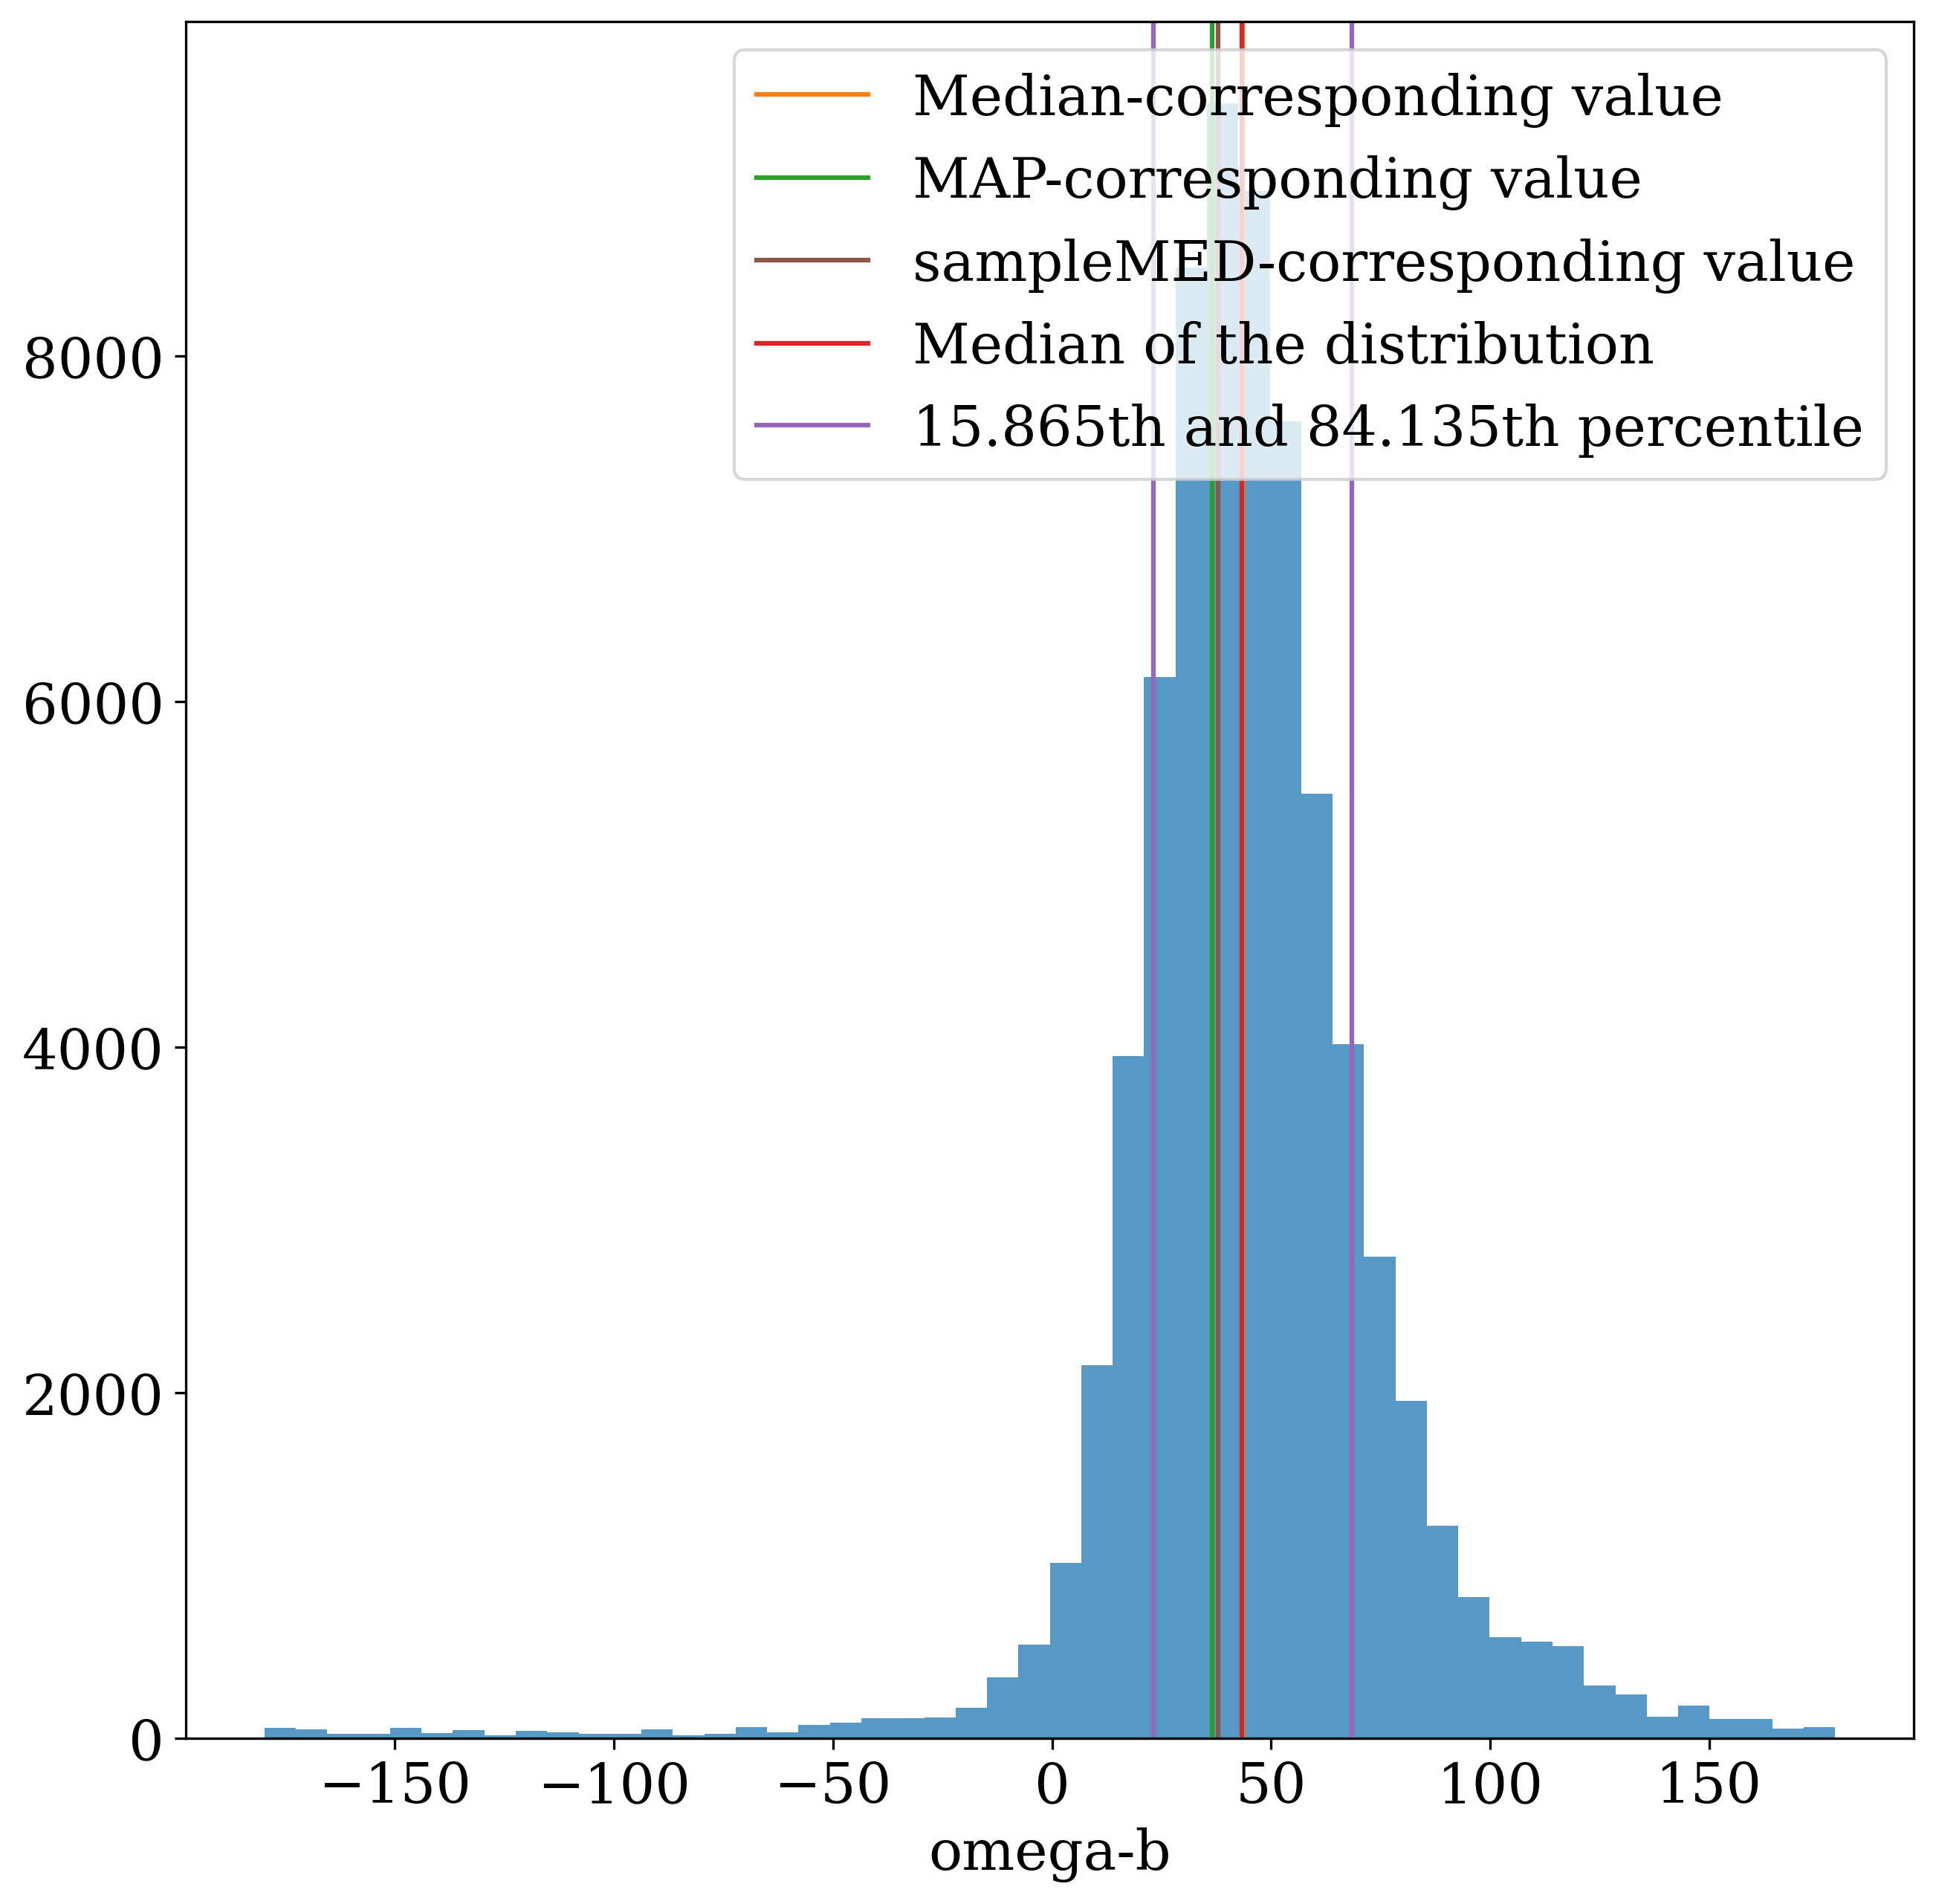 Median-corresponding value
MAP-corresponding value
sampleMED-corresponding value
Median of the distribution
15.865th and 84.135th percentile
8000
6000
4000
2000
0
−150 −100 −50 0 50 100 150
omega-b